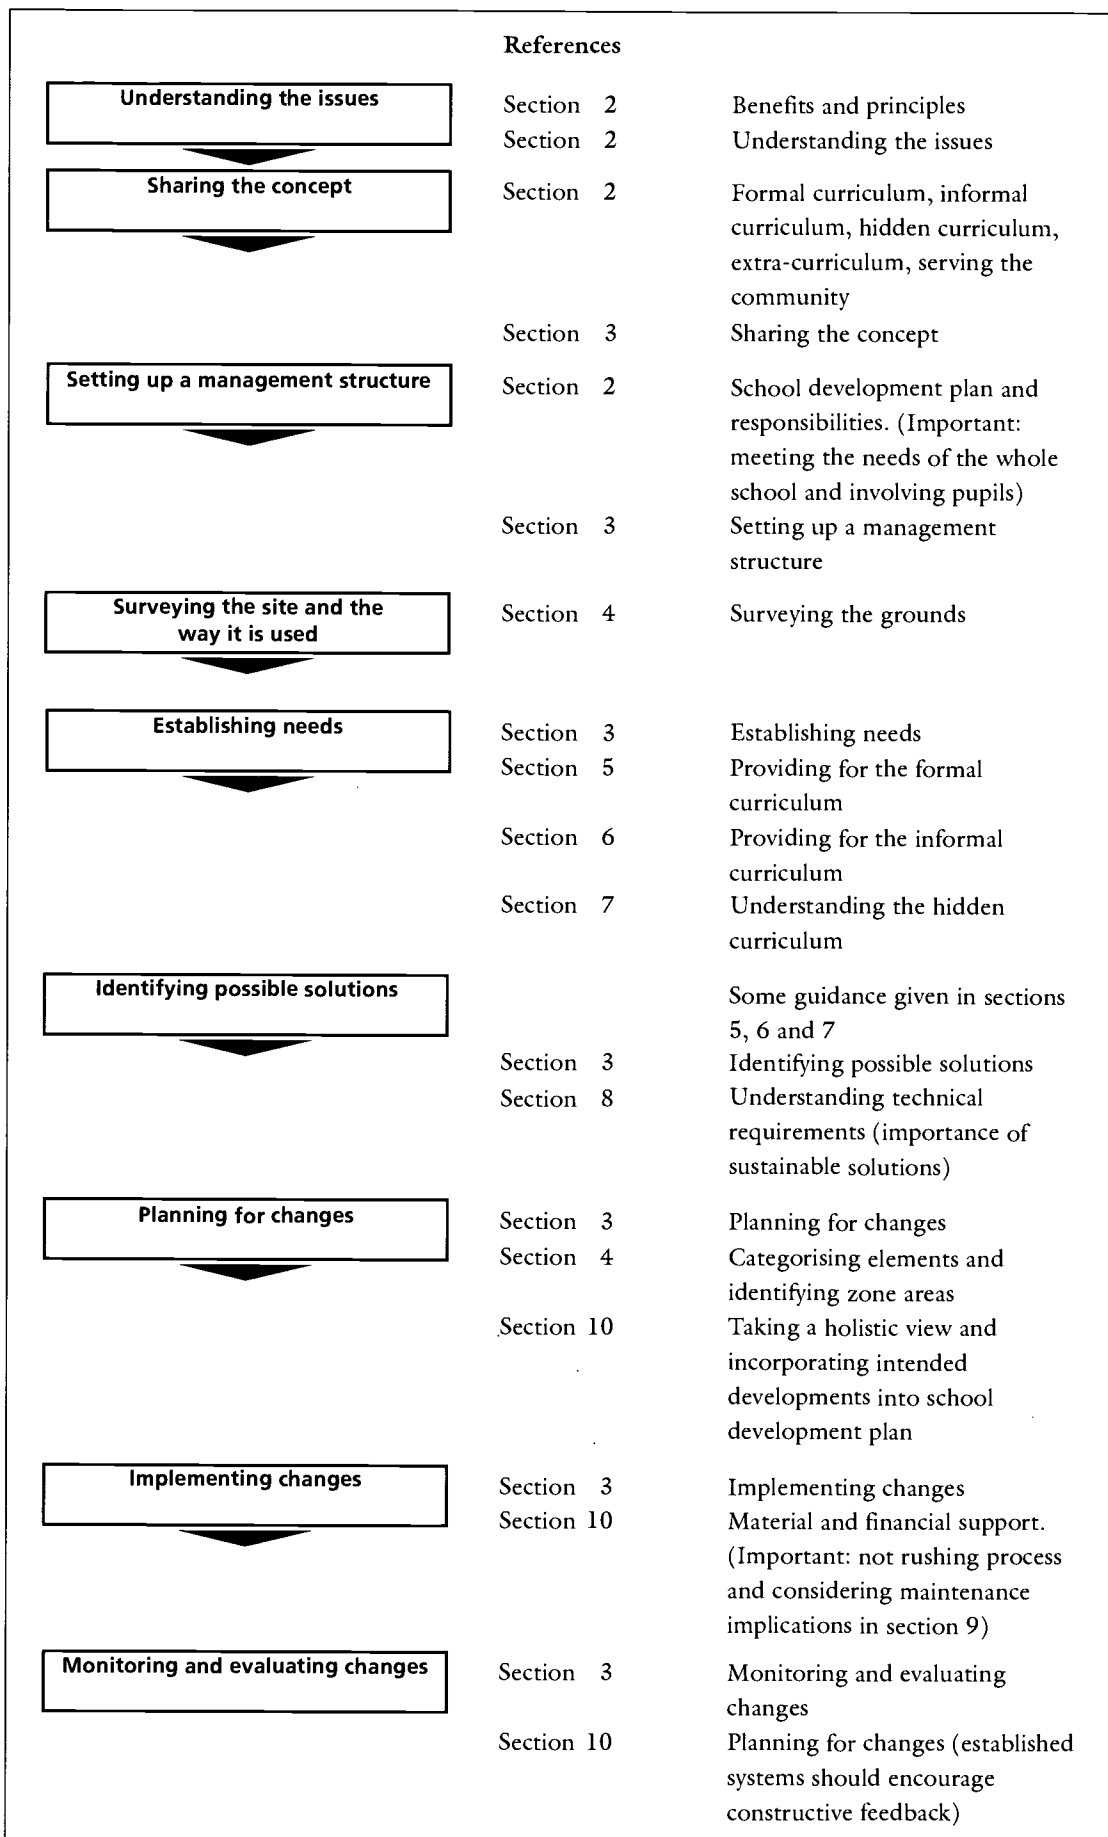 References
Understanding the issues
Section 2 Benefits and principles
Section 2 Understanding the issues
Sharing the concept
Section 2 Formal curriculum, informal
curriculum, hidden curriculum,
extra-curriculum, serving the
community
Section 3 Sharing the concept
Setting up a management structure
Section 2 School development plan and
responsibilities. (Important:
meeting the needs of the whole
school and involving pupils)
Section 3 Setting up a management
structure
Surveying the site and the
way it is used
Section 4 Surveying the grounds
Establishing needs
Section 3 Establishing needs
Section 5 Providing for the formal
curriculum
Section 6 Providing for the informal
curriculum
Section 7 Understanding the hidden
curriculum
Identifying possible solutions
Some guidance given in sections
5, 6 and 7
Section 3 Identifying possible solutions
Section 8 Understanding technical
requirements (importance of
sustainable solutions)
Planning for changes
Section 3 Planning for changes
Section 4 Categorising elements and
identifying zone areas
Section 10 Taking a holistic view and
incorporating intended
developments into school
development plan
Implementing changes
Section 3 Implementing changes
Section 10 Material and financial support.
(Important: not rushing process
and considering maintenance
implications in section 9)
Monitoring and evaluating changes
Section 3 Monitoring and evaluating
changes
Section 10 Planning for changes (established
systems should encourage
constructive feedback)